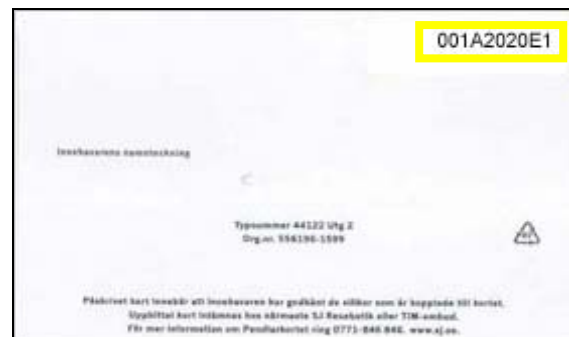 001A2020E1
Innehavarens namnteckning
Typnummer 44122 Utg 2
Org.nr. 556196-1599
Påskrivet kort innebär att innehavaren har godkänt de villkor som är kopplade till kortet.
Upphittat kort inlämnas hos närmaste SJ Resebutik eller TIM-ombud.
För mer information om Pendlarkortet ring 0771-846 846. www.sj.se.